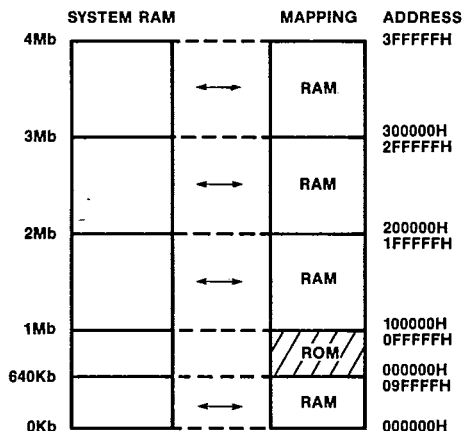 SYSTEM RAM MAPPING ADDRESS
4Mb 3FFFFFH
RAM
3Mb 300000H
2FFFFFH
RAM
2Mb 200000H
1FFFFFH
RAM
1Mb 100000H
0FFFFFH
ROM
000000H
640Kb 09FFFFH
RAM
0Kb 000000H